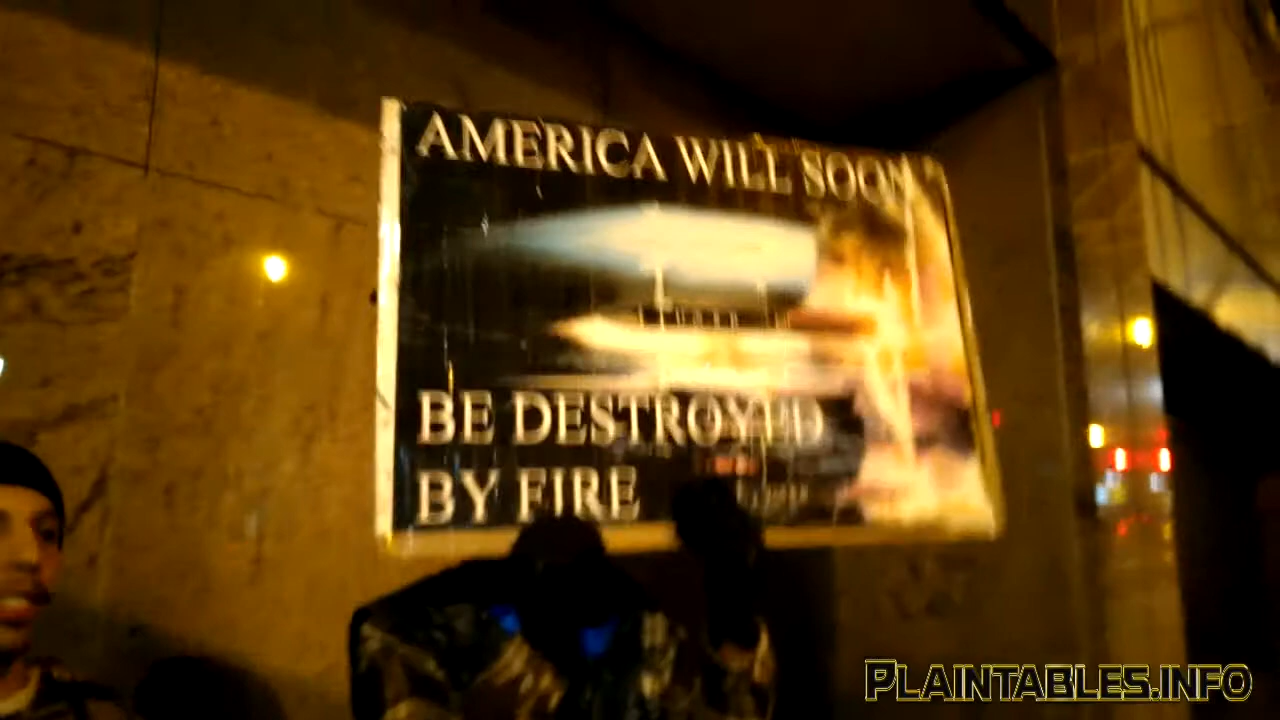 AMERICA WILL SOON
BE DESTROYED
BY FIRE
PLAINTABLES.INFO